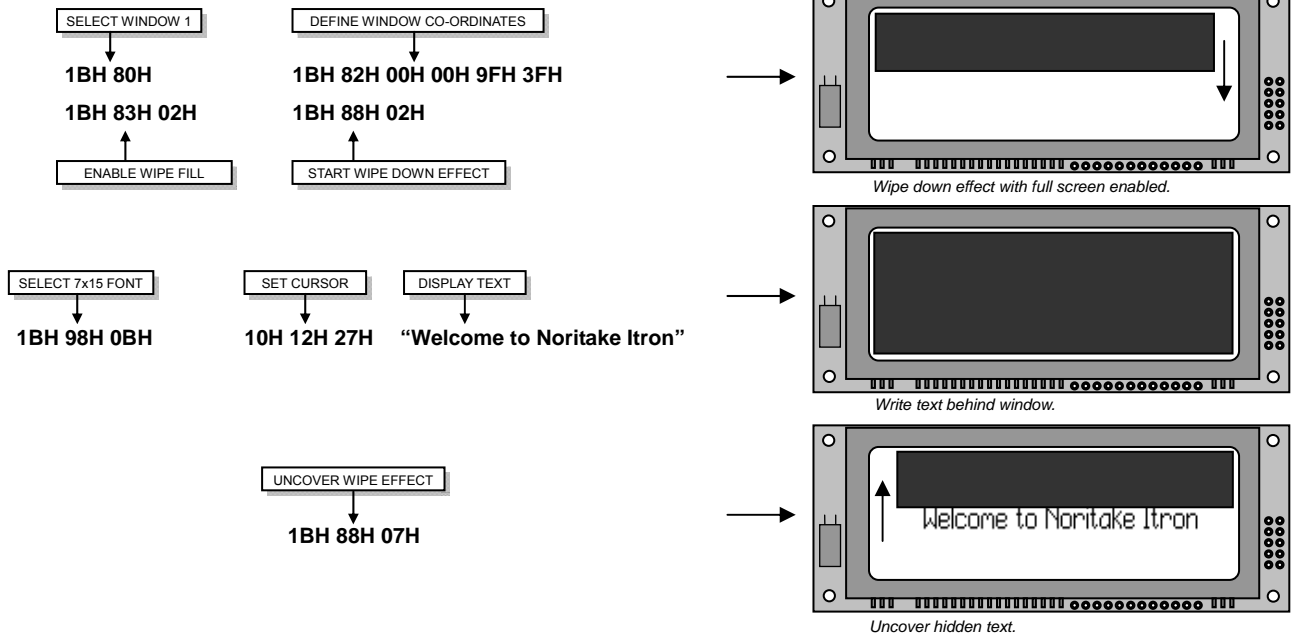 SELECT WINDOW 1
DEFINE WINDOW CO-ORDINATES
1BH 80H
1BH 82H 00H 00H 9FH 3FH
1BH 83H 02H
1BH 88H 02H
ENABLE WIPE FILL
START WIPE DOWN EFFECT
Wipe down effect with full screen enabled.
SELECT 7x15 FONT
SET CURSOR
DISPLAY TEXT
1BH 98H 0BH
10H 12H 27H
“Welcome to Noritake Itron”
Write text behind window.
UNCOVER WIPE EFFECT
1BH 88H 07H
Welcome to Noritake Itron
Uncover hidden text.